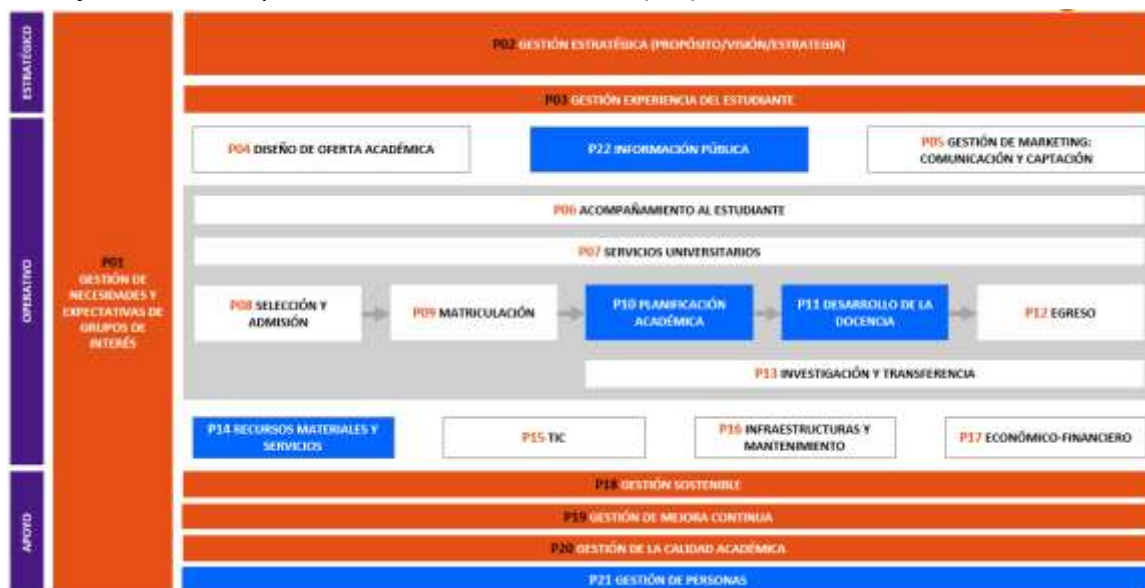 ESTRATÉGICO
P02 GESTIÓN ESTRATÉGICA (PROPÓSITO/VISIÓN/ESTRATEGIA)
P03 GESTIÓN EXPERIENCIA DEL ESTUDIANTE
OPERATIVO
P01
GESTIÓN DE
NECESIDADES Y
EXPECTATIVAS DE
GRUPOS DE
INTERÉS
P04 DISEÑO DE OFERTA ACADÉMICA
P22 INFORMACIÓN PÚBLICA
P05 GESTIÓN DE MARKETING:
COMUNICACIÓN Y CAPTACIÓN
P06 ACOMPAÑAMIENTO AL ESTUDIANTE
P07 SERVICIOS UNIVERSITARIOS
P08 SELECCIÓN Y
ADMISIÓN
P09 MATRICULACIÓN
P10 PLANIFICACIÓN
ACADÉMICA
P11 DESARROLLO DE LA
DOCENCIA
P12 EGRESO
P13 INVESTIGACIÓN Y TRANSFERENCIA
P14 RECURSOS MATERIALES Y
SERVICIOS
P15 TIC
P16 INFRAESTRUCTURAS Y
MANTENIMIENTO
P17 ECONÓMICO-FINANCIERO
APOYO
P18 GESTIÓN SOSTENIBLE
P19 GESTIÓN DE MEJORA CONTINUA
P20 GESTIÓN DE LA CALIDAD ACADÉMICA
P21 GESTIÓN DE PERSONAS